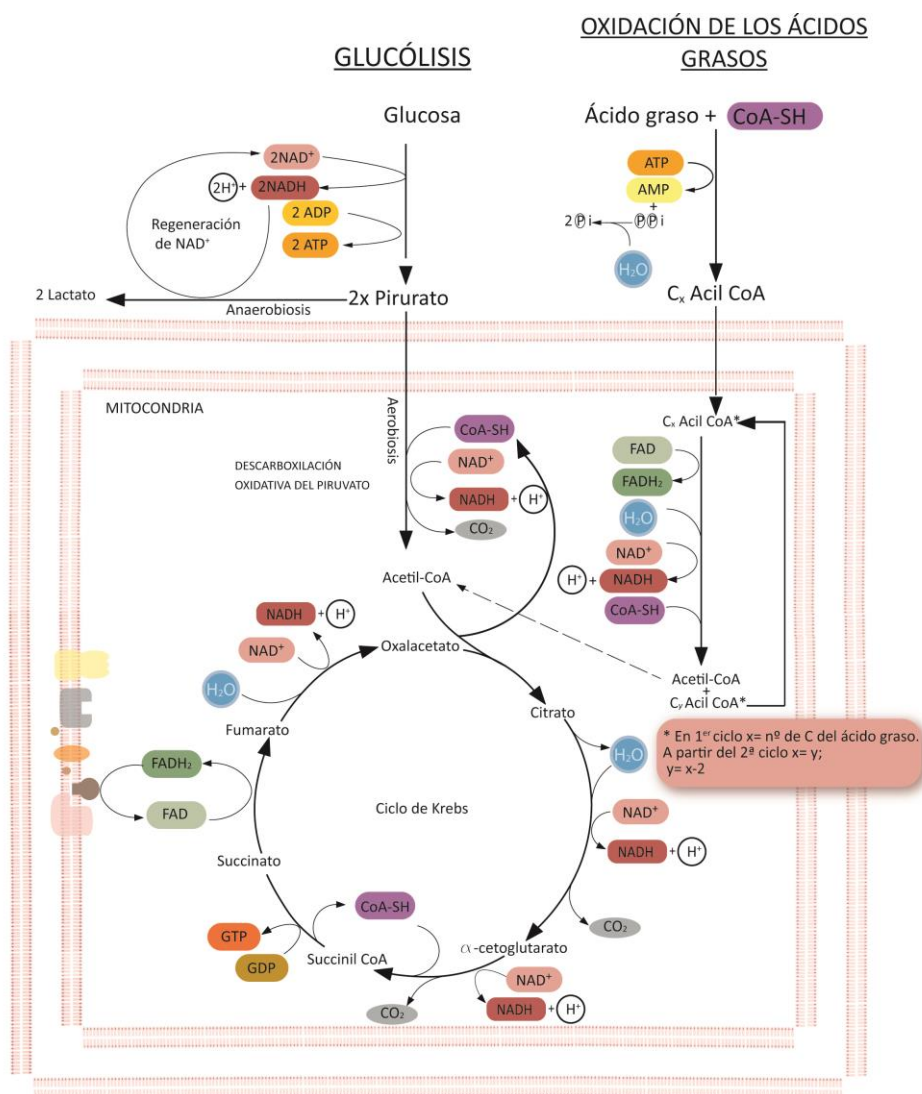 GLUCÓLISIS
OXIDACIÓN DE LOS ÁCIDOS
GRASOS
Glucosa
2NAD⁺
2H⁺ + 2NADH
2 ADP
2 ATP
Regeneración
de NAD⁺
2 Lactato
Anaerobiosis
2x Pirurato
Ácido graso + CoA-SH
ATP
AMP
+
2 Ⓟ i
ⓅⓅ i
H₂O
Cₓ Acil CoA
MITOCONDRIA
Aerobiosis
DESCARBOXILACIÓN
OXIDATIVA DEL PIRUVATO
CoA-SH
NAD⁺
NADH + H⁺
CO₂
Cₓ Acil CoA*
FAD
FADH₂
H₂O
NAD⁺
H⁺ + NADH
CoA-SH
Acetil-CoA
+
Cᵧ Acil CoA*
* En 1ᵉʳ ciclo x= nº de C del ácido graso.
A partir del 2ª ciclo x= y;
y= x-2
Acetil-CoA
Oxalacetato
NADH + H⁺
NAD⁺
H₂O
Fumarato
Citrato
H₂O
NAD⁺
NADH + H⁺
CO₂
FADH₂
FAD
Ciclo de Krebs
Succinato
CoA-SH
GTP
GDP
Succinil CoA
α-cetoglutarato
NAD⁺
NADH + H⁺
CO₂